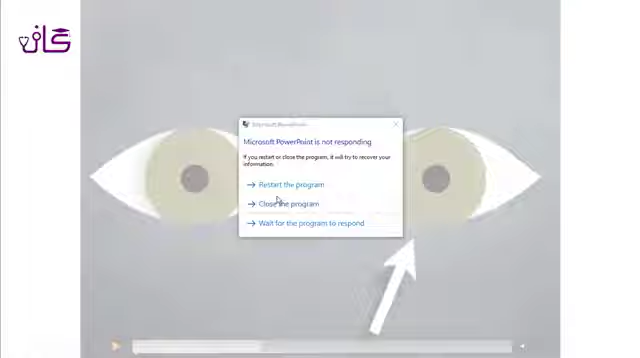 كان
Microsoft PowerPoint
Microsoft PowerPoint is not responding
If you restart or close the program, it will try to recover your
information.
Restart the program
Close the program
Wait for the program to respond